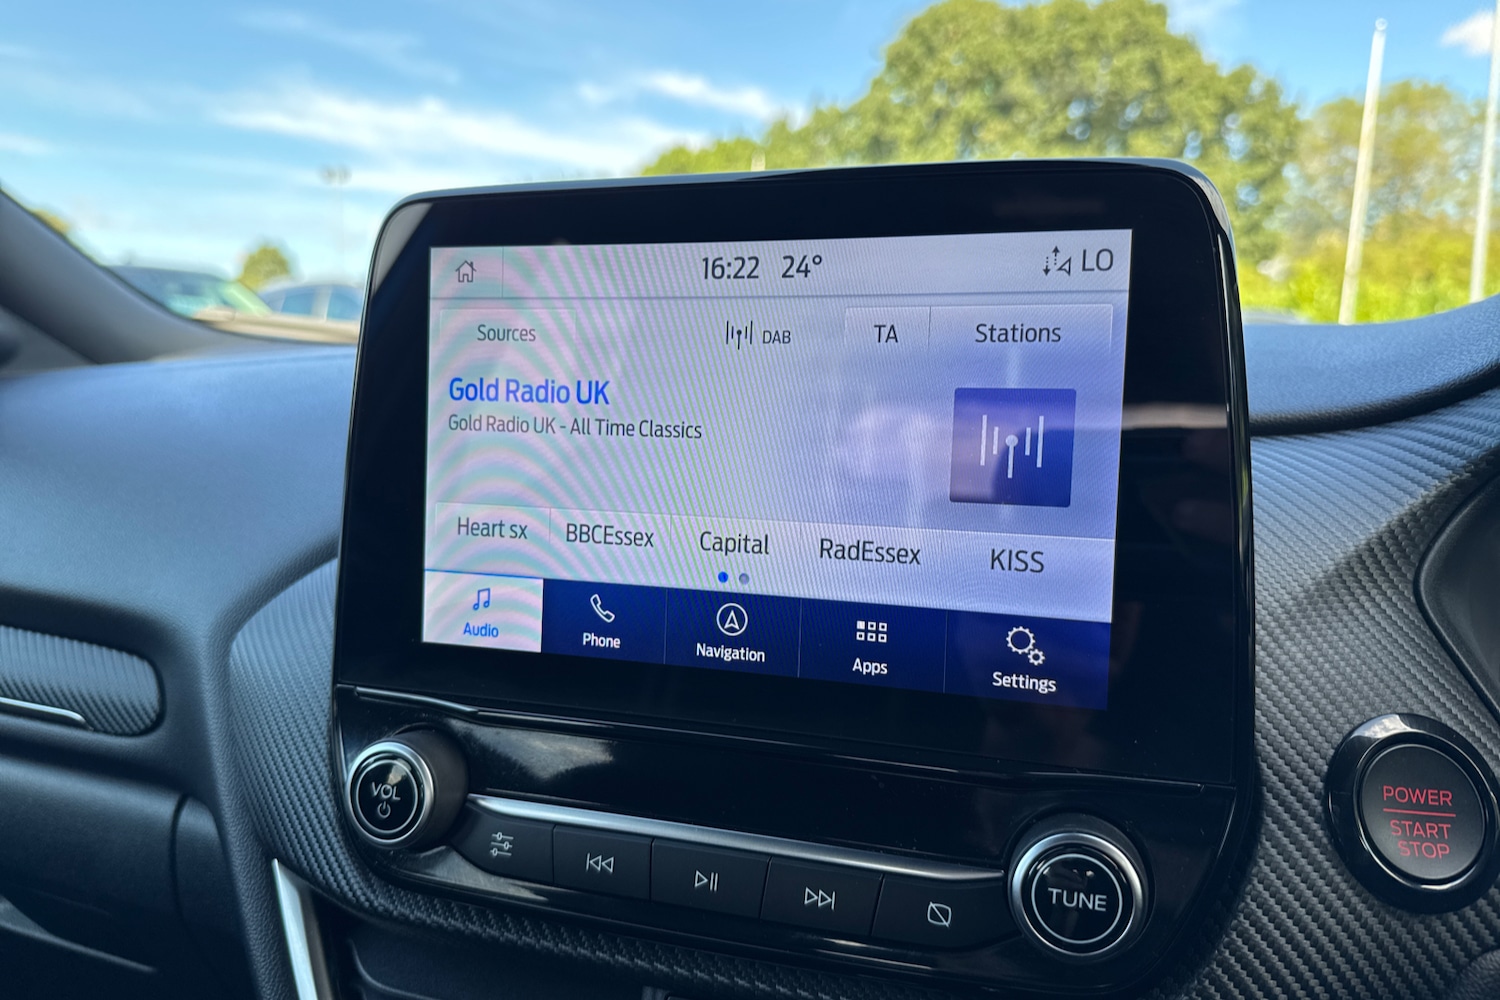 16:22 24° LO
Sources DAB TA Stations
Gold Radio UK
Gold Radio UK - All Time Classics
Heart sx BBCEssex Capital RadEssex KISS
Audio Phone Navigation Apps Settings
VOL
TUNE
POWER
START
STOP